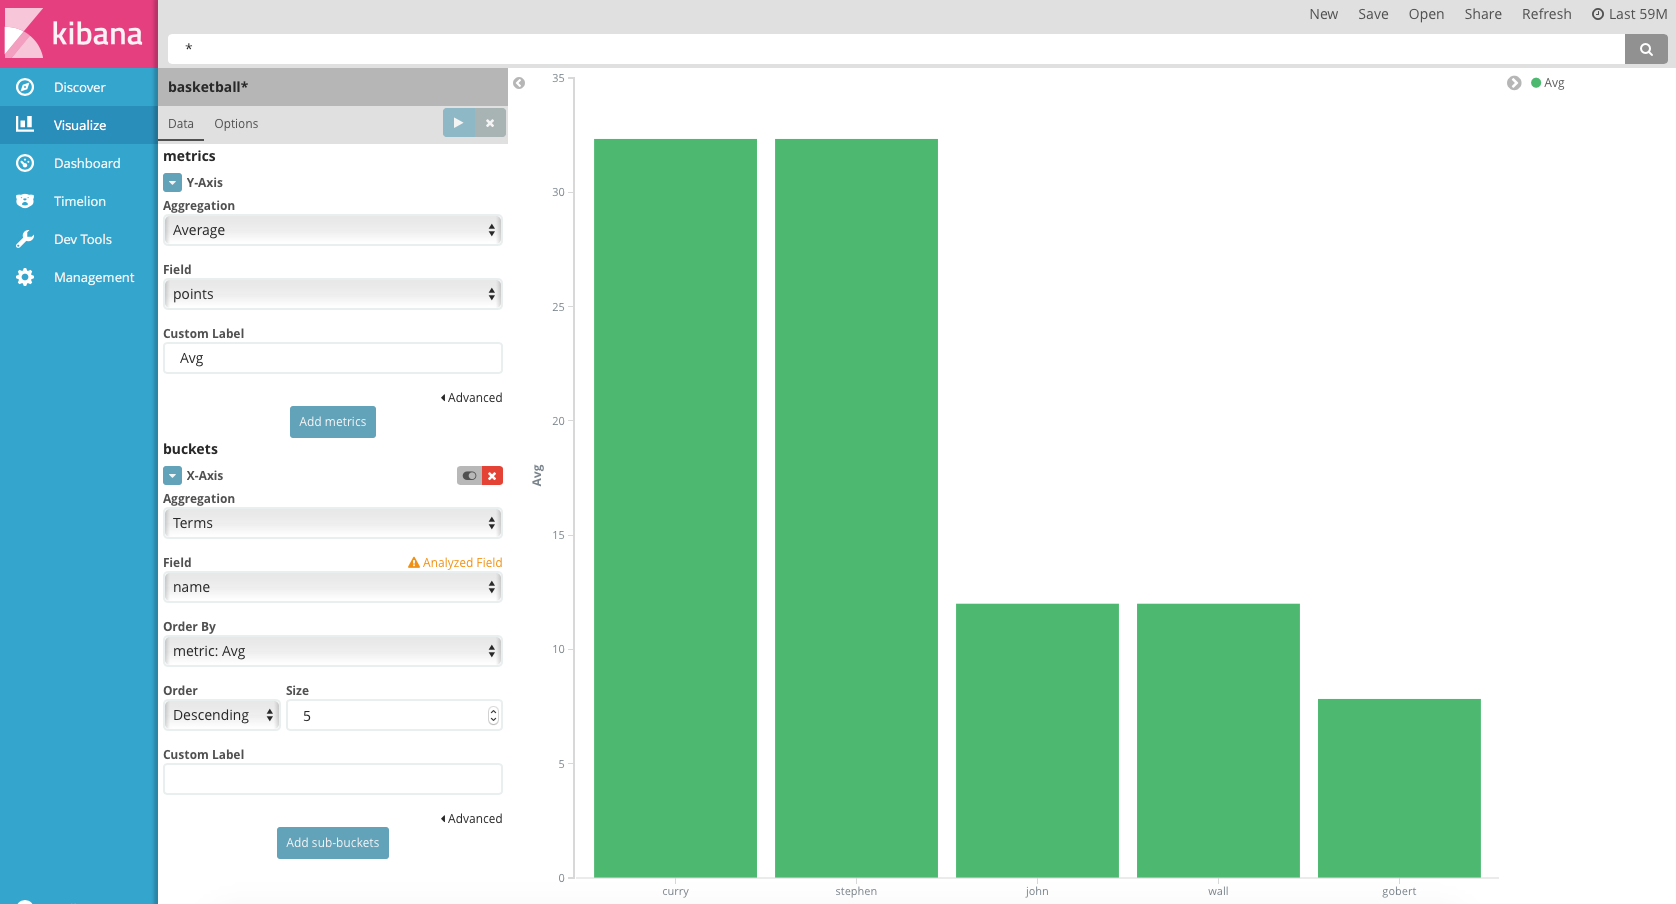 kibana
New Save Open Share Refresh Last 59M
*
Discover
Visualize
Dashboard
Timelion
Dev Tools
Management
basketball*
Data Options
metrics
Y-Axis
Aggregation
Average
Field
points
Custom Label
Avg
Advanced
Add metrics
buckets
X-Axis
Aggregation
Terms
Field Analyzed Field
name
Order By
metric: Avg
Order Size
Descending 5
Custom Label
Advanced
Add sub-buckets
Avg
35
30
25
20
15
10
5
0
Avg
curry stephen john wall gobert